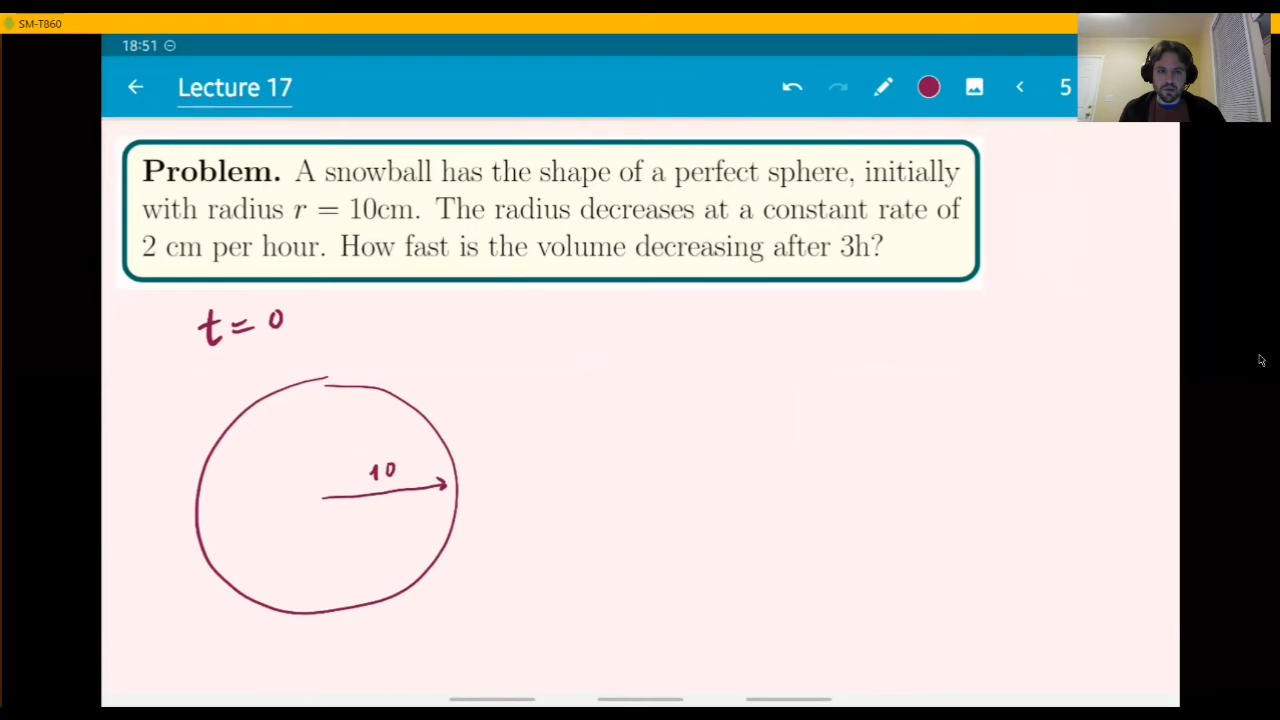 SM-T860
18:51
Lecture 17
5
Problem. A snowball has the shape of a perfect sphere, initially
with radius r = 10cm. The radius decreases at a constant rate of
2 cm per hour. How fast is the volume decreasing after 3h?
t = 0
10